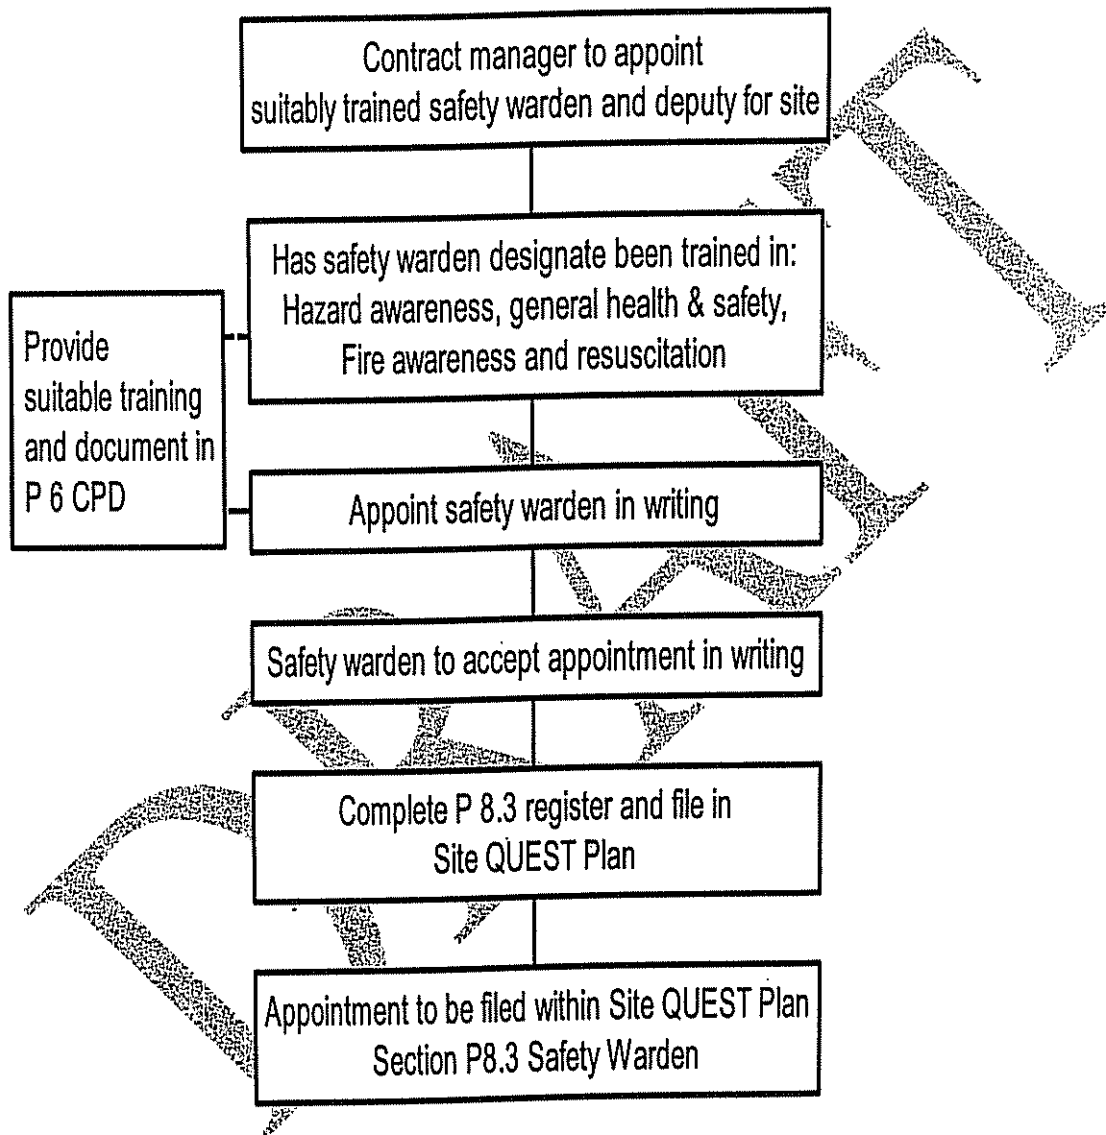 Contract manager to appoint
suitably trained safety warden and deputy for site
Has safety warden designate been trained in:
Hazard awareness, general health & safety,
Fire awareness and resuscitation
Provide
suitable training
and document in
P 6 CPD
Appoint safety warden in writing
Safety warden to accept appointment in writing
Complete P 8.3 register and file in
Site QUEST Plan
Appointment to be filed within Site QUEST Plan
Section P8.3 Safety Warden
DRAFT